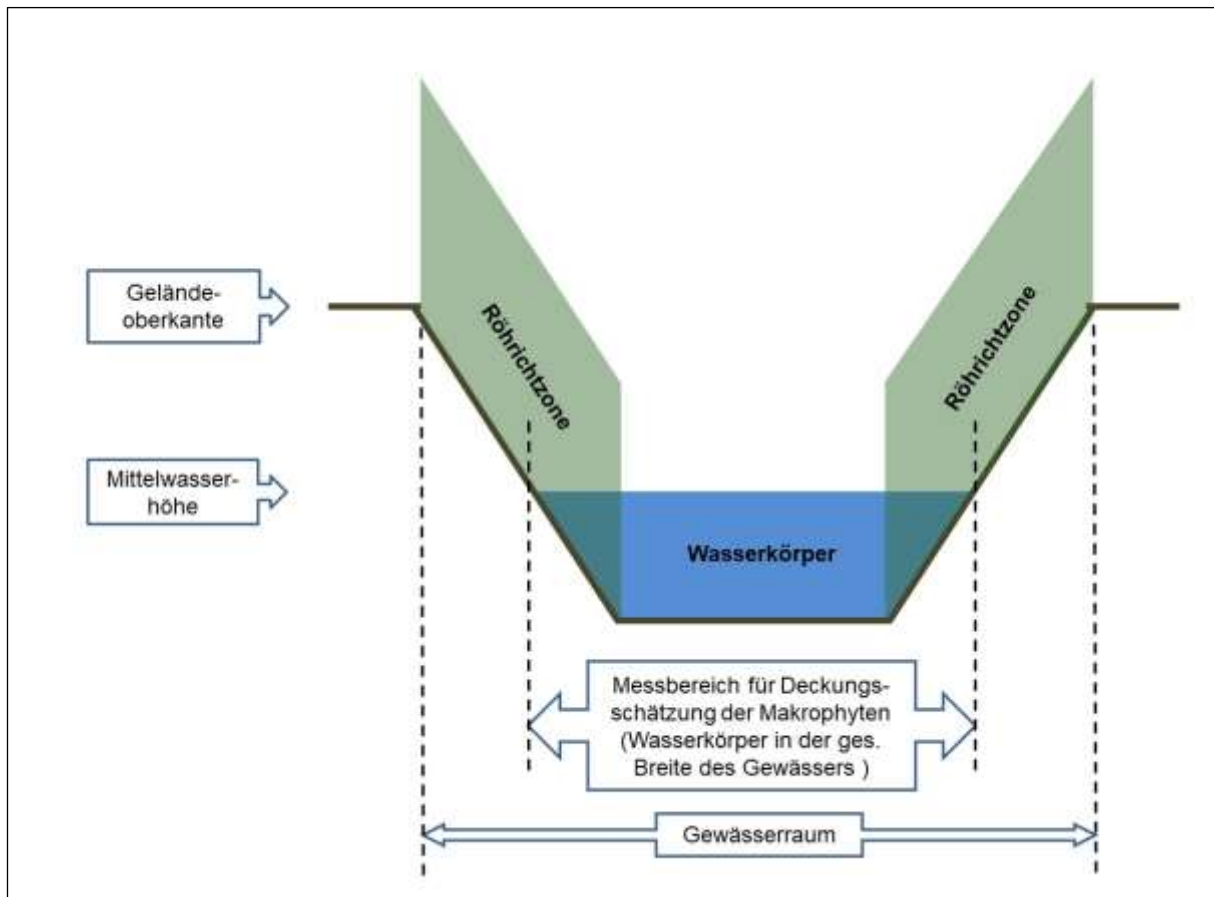 Gelände-
oberkante
Röhrichtzone
Röhrichtzone
Mittelwasser-
höhe
Wasserkörper
Messbereich für Deckungs-
schätzung der Makrophyten
(Wasserkörper in der ges.
Breite des Gewässers )
Gewässerraum